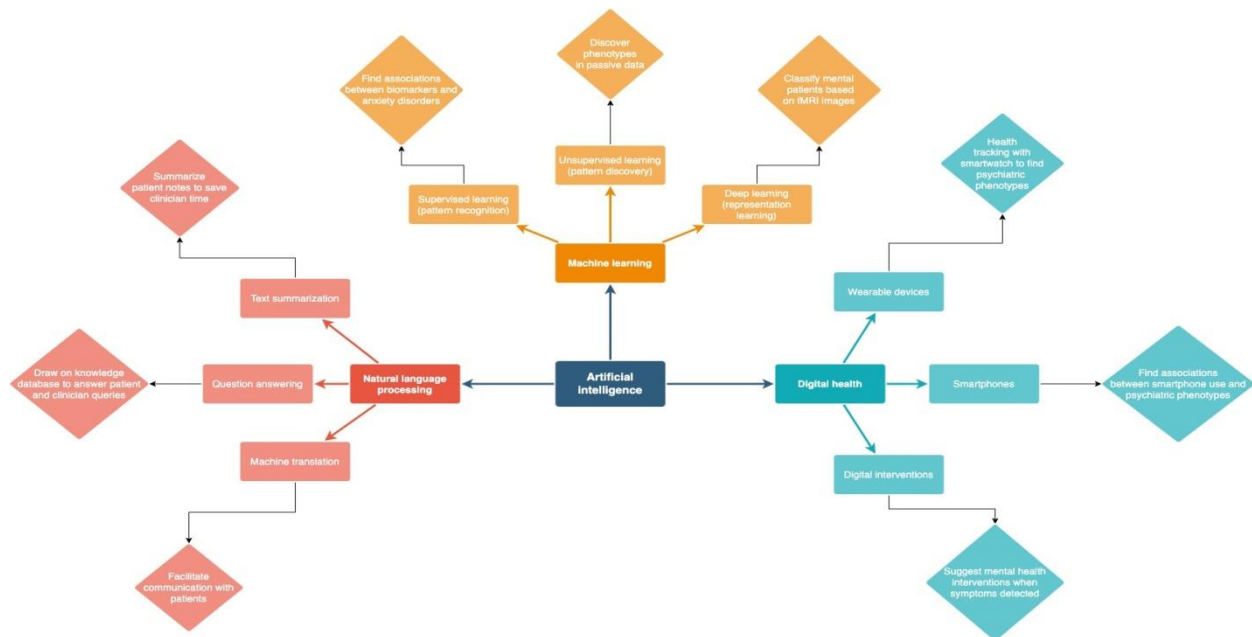 Discover
phenotypes
in passive data
Find associations
between biomarkers and
anxiety disorders
Classify mental
patients based
on fMRI images
Unsupervised learning
(pattern discovery)
Supervised learning
(pattern recognition)
Deep learning
(representation
learning)
Machine learning
Health
tracking with
smartwatch to find
psychiatric
phenotypes
Summarize
patient notes to save
clinician time
Text summarization
Wearable devices
Draw on knowledge
database to answer patient
and clinician queries
Question answering
Natural language
processing
Artificial
intelligence
Digital health
Smartphones
Find associations
between smartphone use and
psychiatric phenotypes
Machine translation
Digital interventions
Facilitate
communication with
patients
Suggest mental health
interventions when
symptoms detected